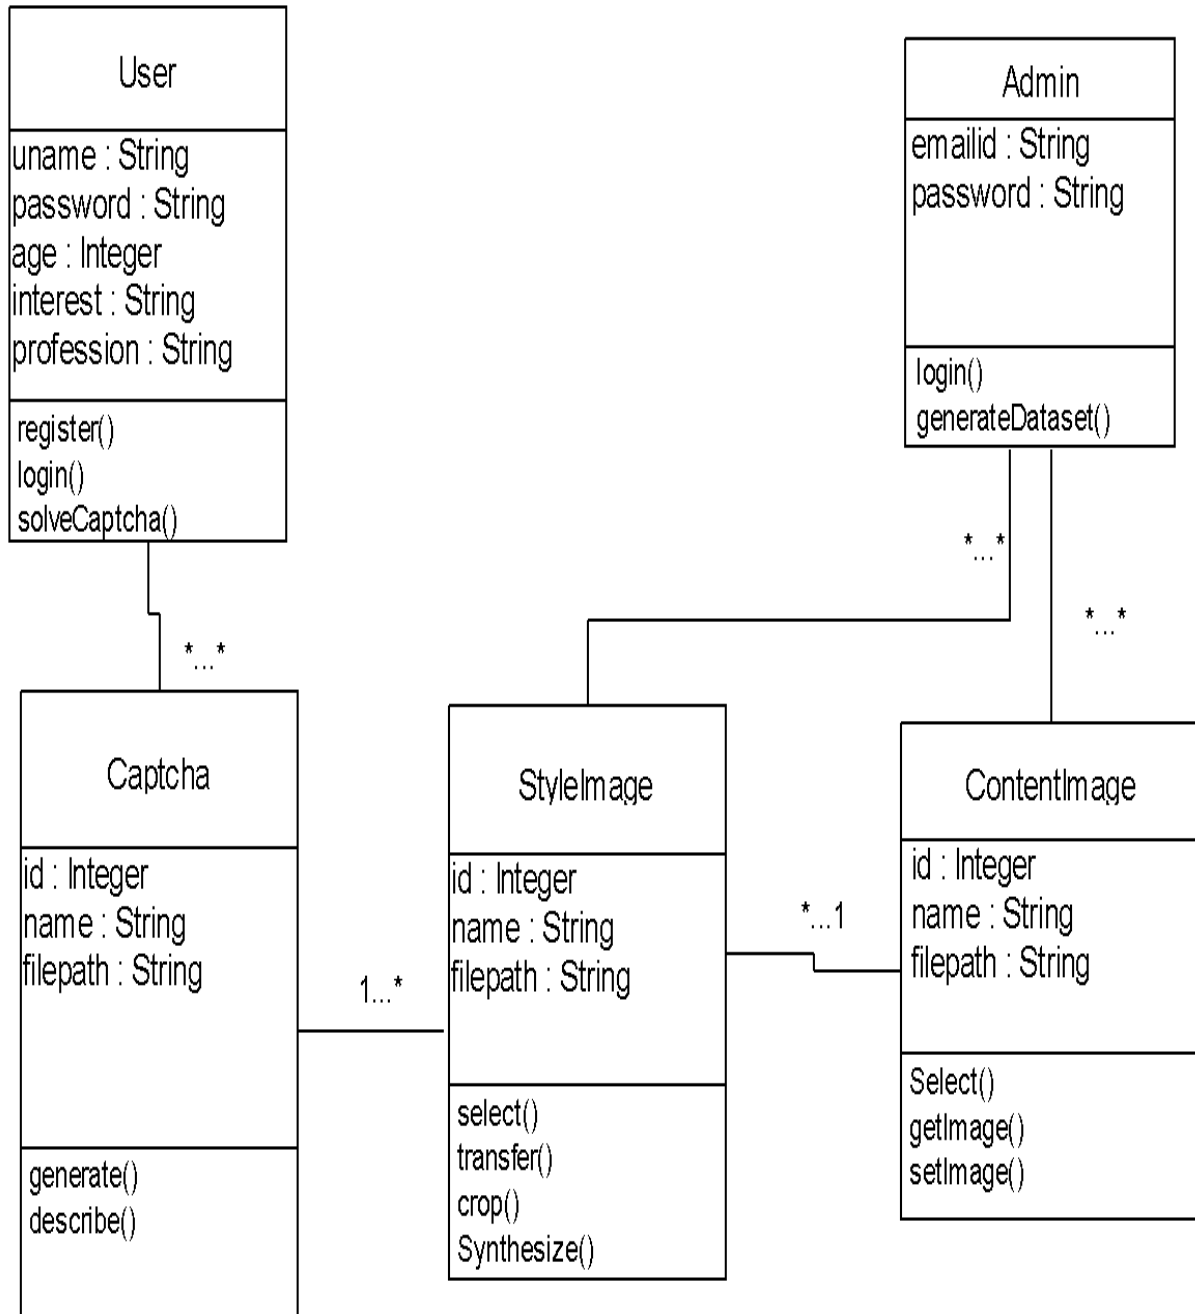 User
uname : String
password : String
age : Integer
interest : String
profession : String
register()
login()
solveCaptcha()
Admin
emailid : String
password : String
login()
generateDataset()
*...*
*...*
*...*
Captcha
id : Integer
name : String
filepath : String
generate()
describe()
1...*
StyleImage
id : Integer
name : String
filepath : String
select()
transfer()
crop()
Synthesize()
*...1
ContentImage
id : Integer
name : String
filepath : String
Select()
getImage()
setImage()